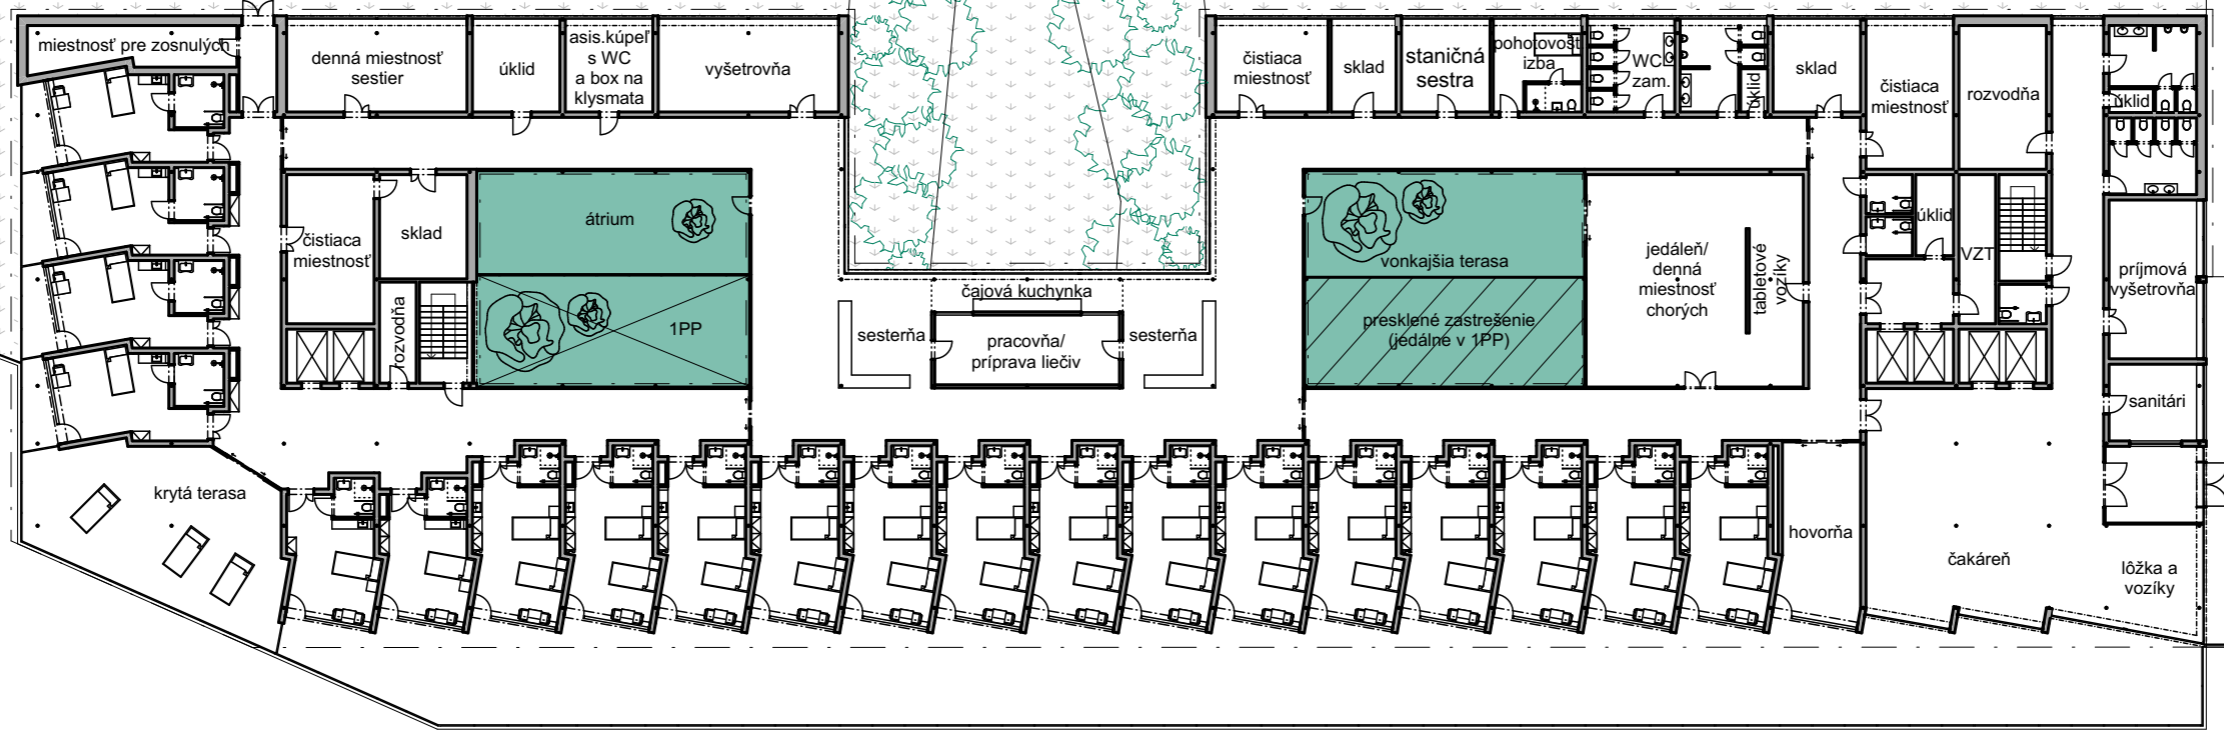 miestnosť pre zosnulých
denná miestnosť
sestier
úklid
asis.kúpeľ
s WC
a box na
klysmata
vyšetrovňa
čistiaca
miestnosť
sklad
staničná
sestra
pohotovosť.
izba
WC
zam.
úklid
sklad
čistiaca
miestnosť
rozvodňa
úklid
čistiaca
miestnosť
sklad
rozvodňa
átrium
1PP
čajová kuchynka
sesterňa
pracovňa/
príprava liečiv
sesterňa
vonkajšia terasa
presklené zastrešenie
(jedálne v 1PP)
jedáleň/
denná
miestnosť
chorých
tabletové
vozíky
úklid
VZT
príjmová
vyšetrovňa
sanitári
krytá terasa
hovorňa
čakáreň
lôžka a
vozíky